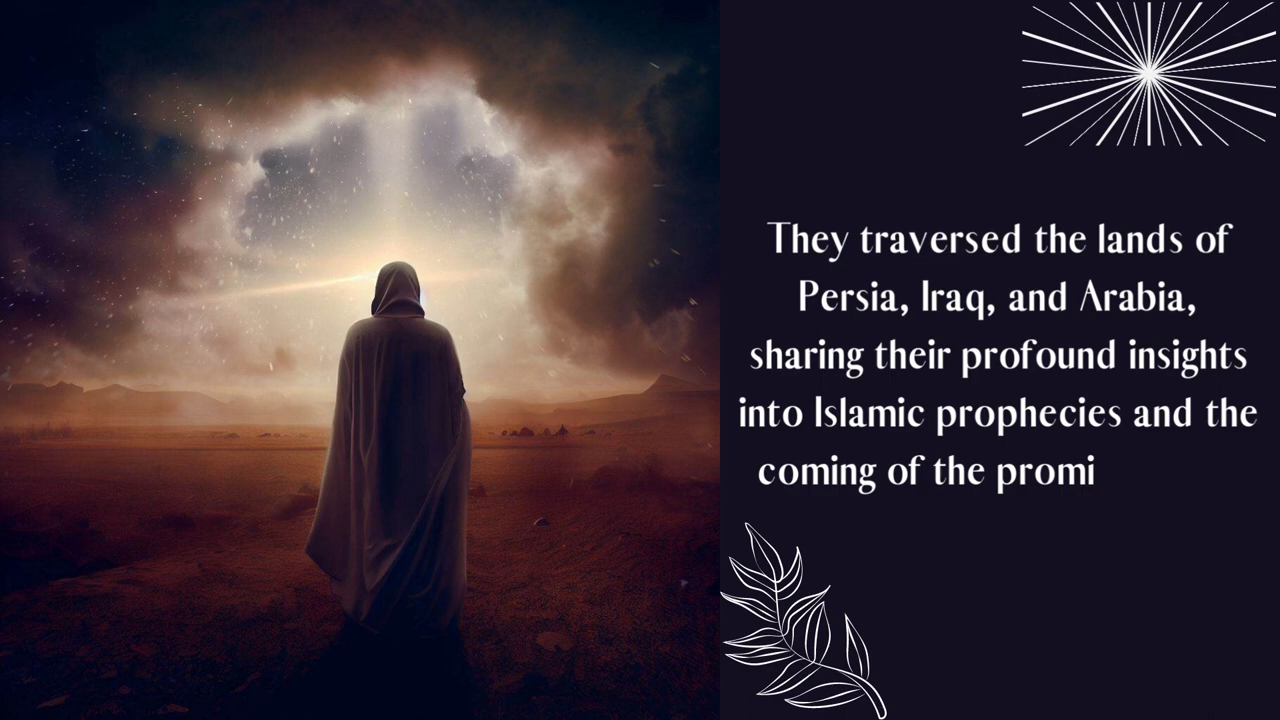 They traversed the lands of
Persia, Iraq, and Arabia,
sharing their profound insights
into Islamic prophecies and the
coming of the promi